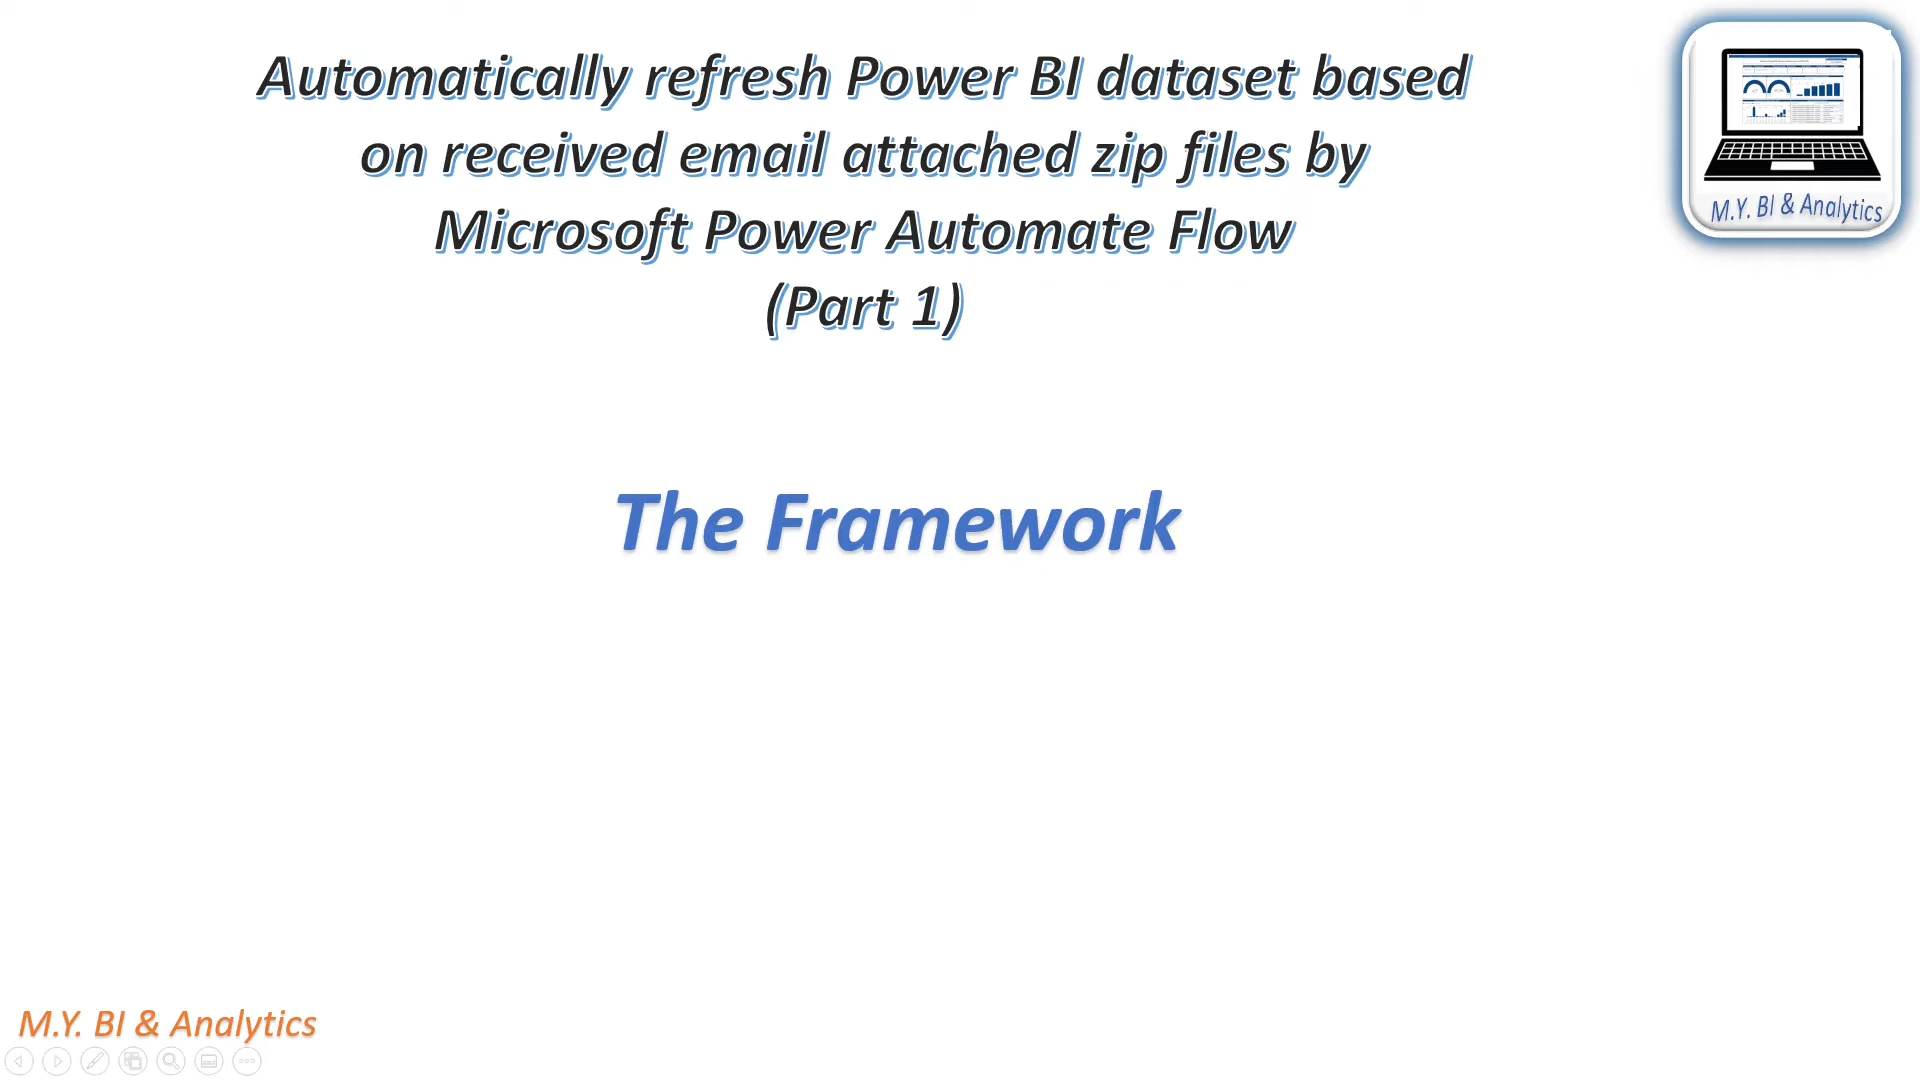 Automatically refresh Power BI dataset based
on received email attached zip files by
Microsoft Power Automate Flow
(Part 1)
M.Y. BI & Analytics
The Framework
M.Y. BI & Analytics